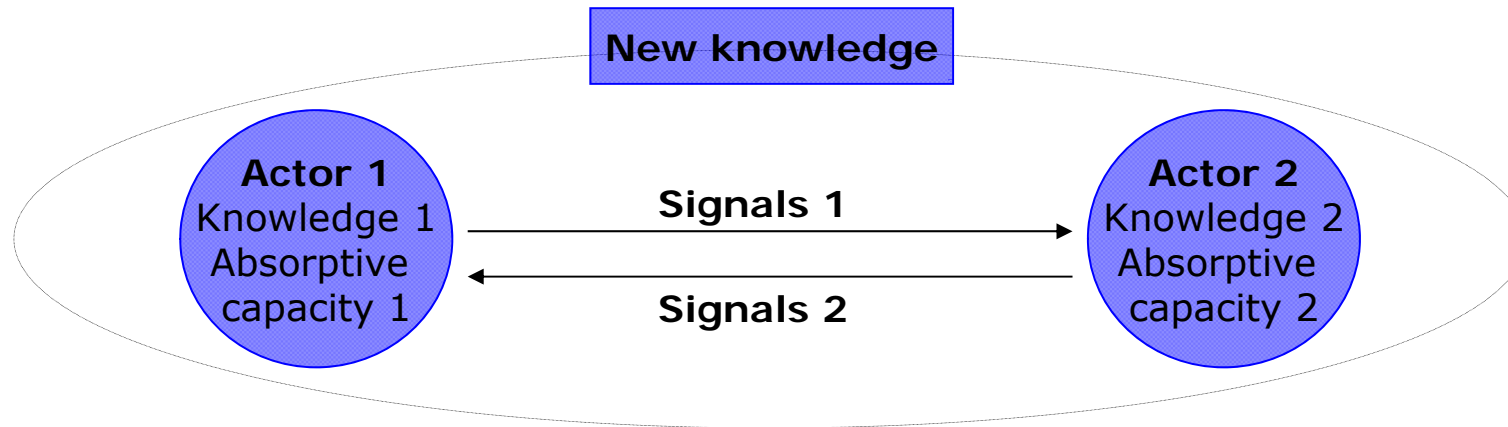 New knowledge
Actor 1
Knowledge 1
Absorptive
capacity 1
Signals 1
Signals 2
Actor 2
Knowledge 2
Absorptive
capacity 2